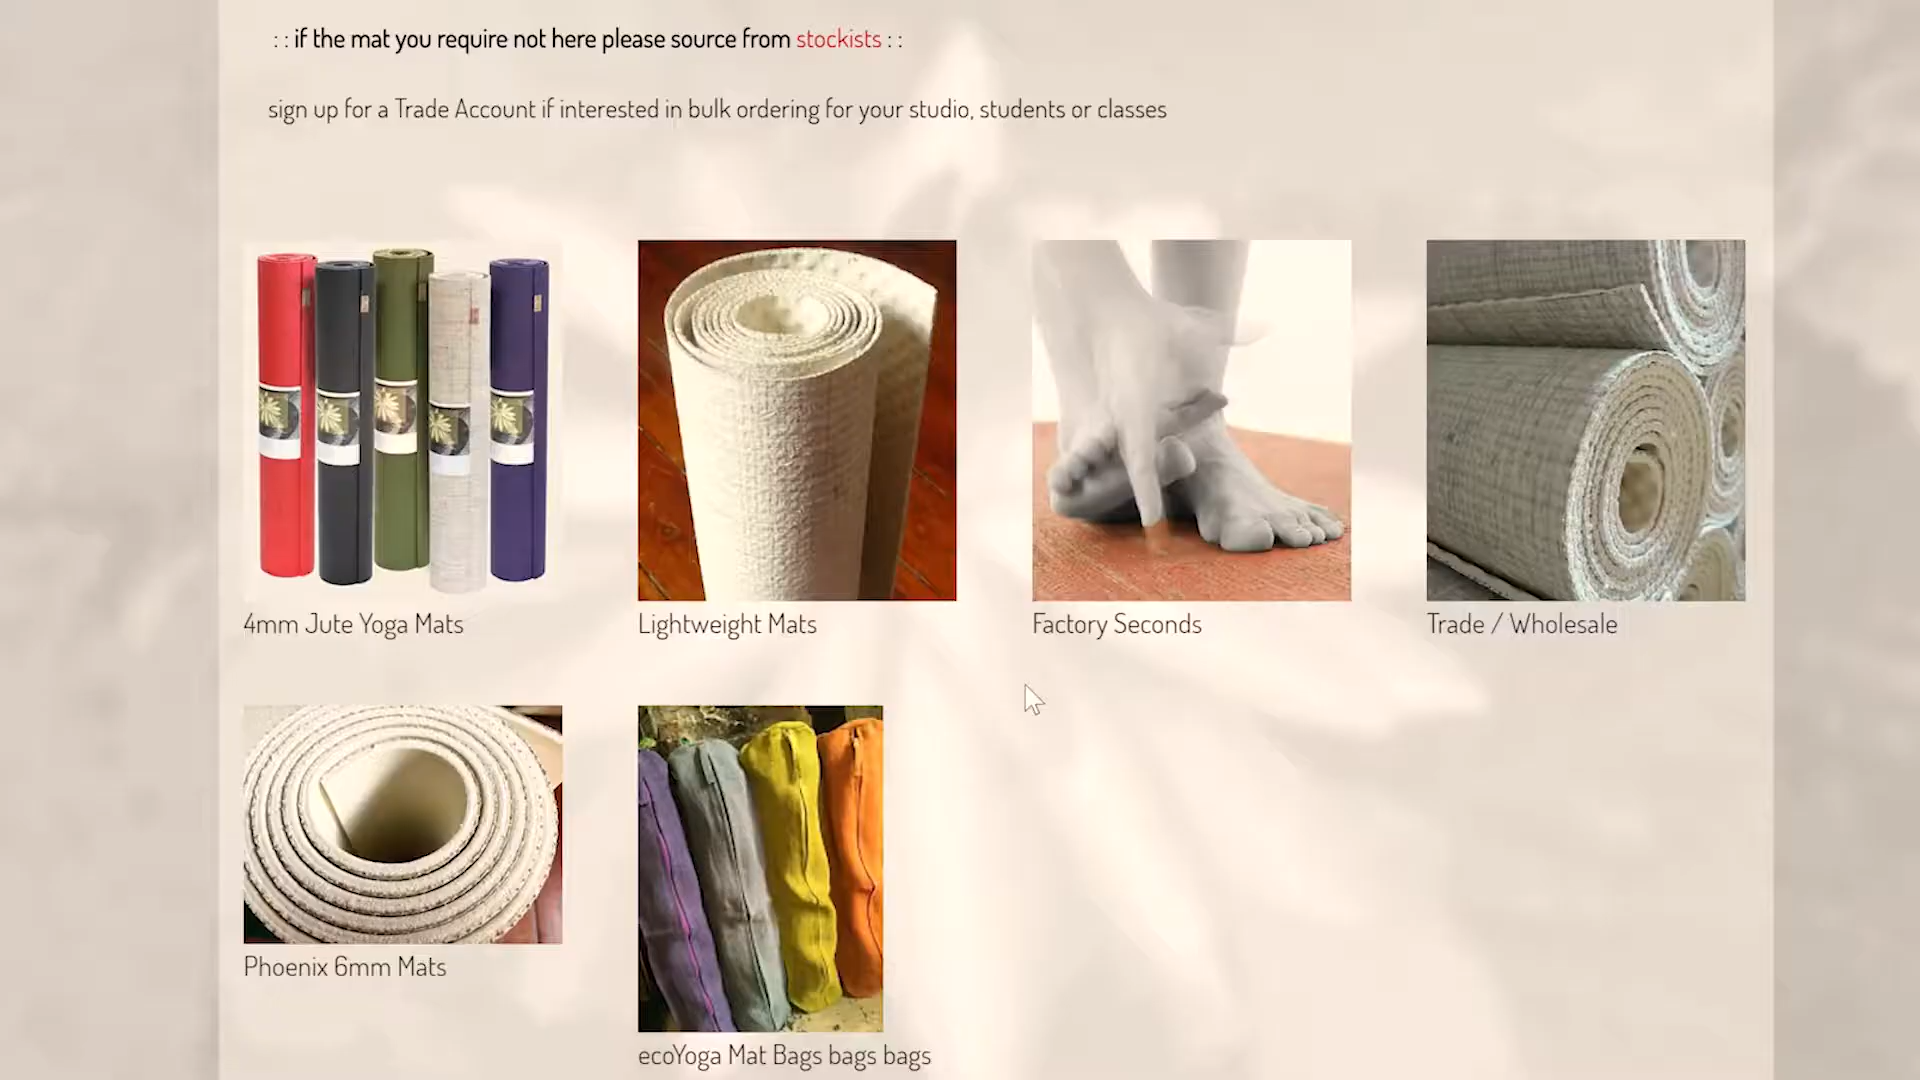 : : if the mat you require not here please source from stockists : :
sign up for a Trade Account if interested in bulk ordering for your studio, students or classes
4mm Jute Yoga Mats
Lightweight Mats
Factory Seconds
Trade / Wholesale
Phoenix 6mm Mats
ecoYoga Mat Bags bags bags